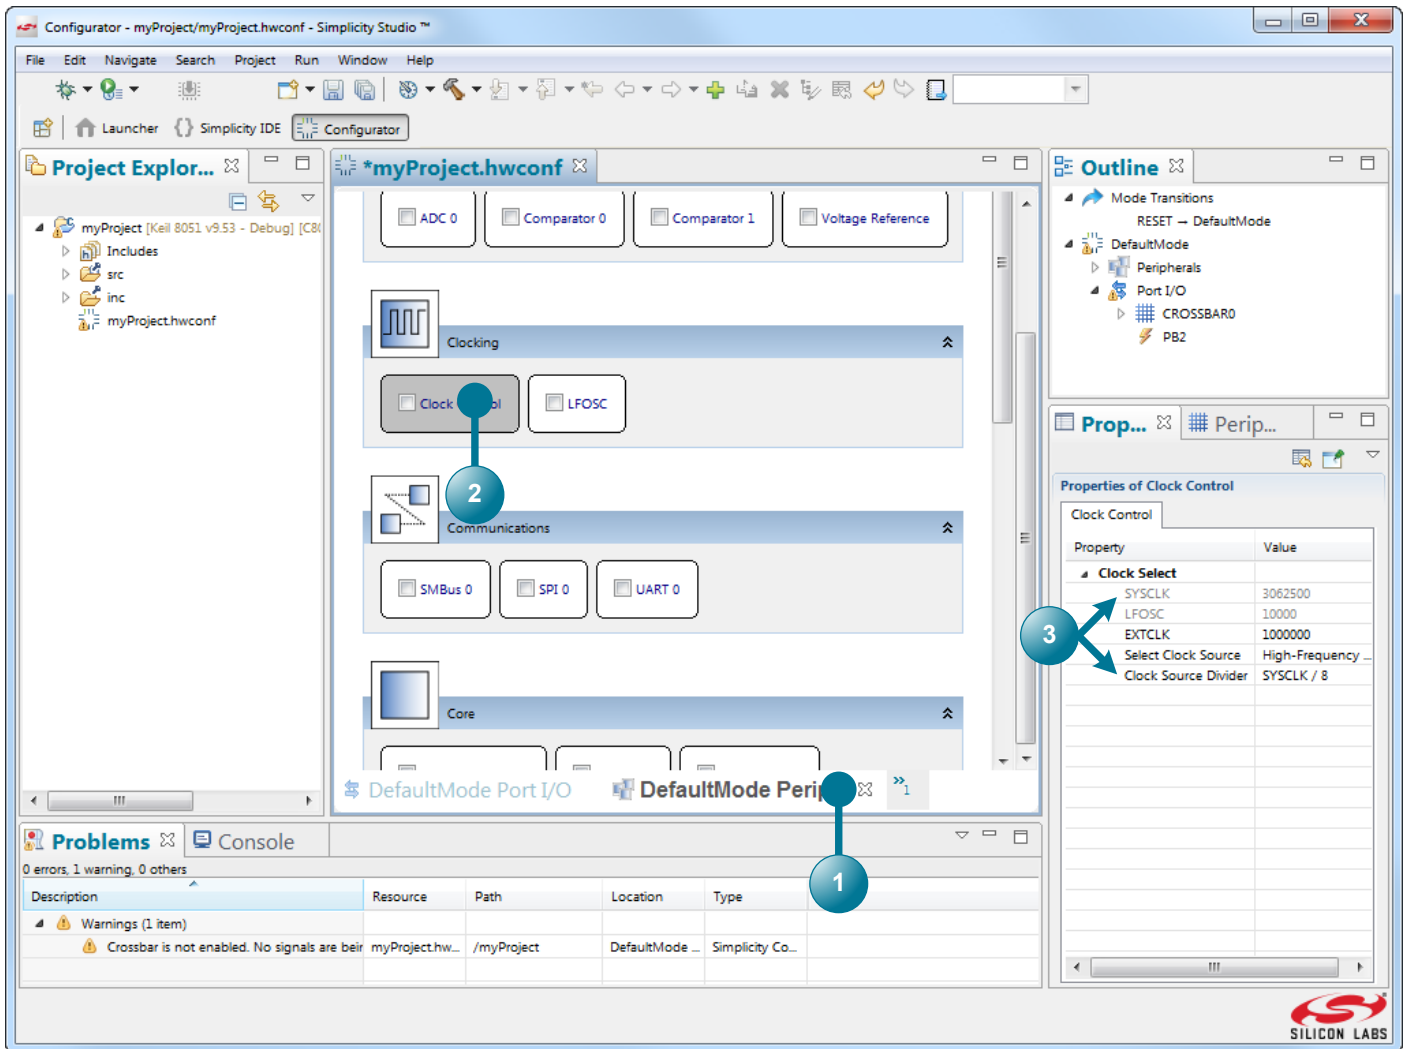 Configurator - myProject/myProject.hwconf - Simplicity Studio ™
File Edit Navigate Search Project Run Window Help
Launcher Simplicity IDE Configurator
Project Explor...
myProject [Keil 8051 v9.53 - Debug] [C8
Includes
src
inc
myProject.hwconf
*myProject.hwconf
ADC 0 Comparator 0 Comparator 1 Voltage Reference
Clocking
Clock ol LFOSC
2
Communications
SMBus 0 SPI 0 UART 0
Core
DefaultMode Port I/O DefaultMode Perip »1
1
Outline
Mode Transitions
RESET → DefaultMode
DefaultMode
Peripherals
Port I/O
CROSSBAR0
PB2
Prop... Perip...
Properties of Clock Control
Clock Control
Property Value
Clock Select
SYSCLK 3062500
LFOSC 10000
EXTCLK 1000000
Select Clock Source High-Frequency ...
Clock Source Divider SYSCLK / 8
3
Problems Console
0 errors, 1 warning, 0 others
Description Resource Path Location Type
Warnings (1 item)
Crossbar is not enabled. No signals are beir myProject.hw... /myProject DefaultMode ... Simplicity Co...
SILICON LABS